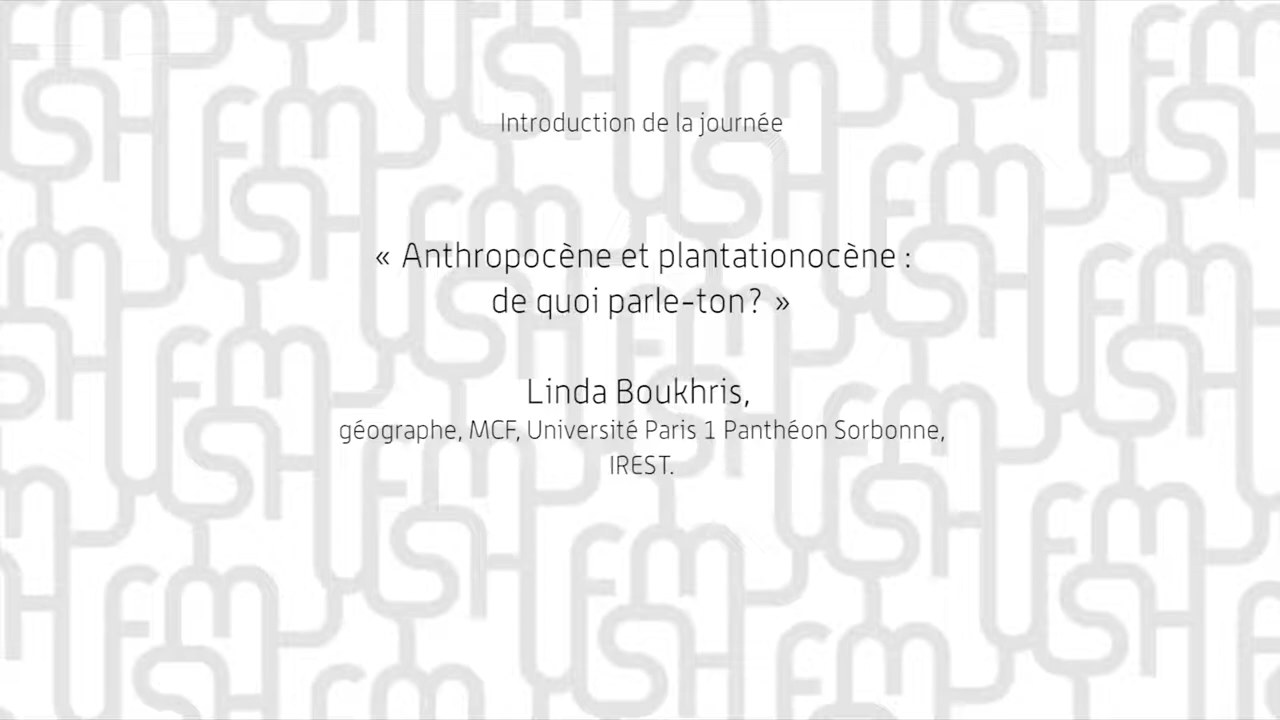 Introduction de la journée
« Anthropocène et plantationocène :
de quoi parle-ton? »
Linda Boukhris,
géographe, MCF, Université Paris 1 Panthéon Sorbonne,
IREST.